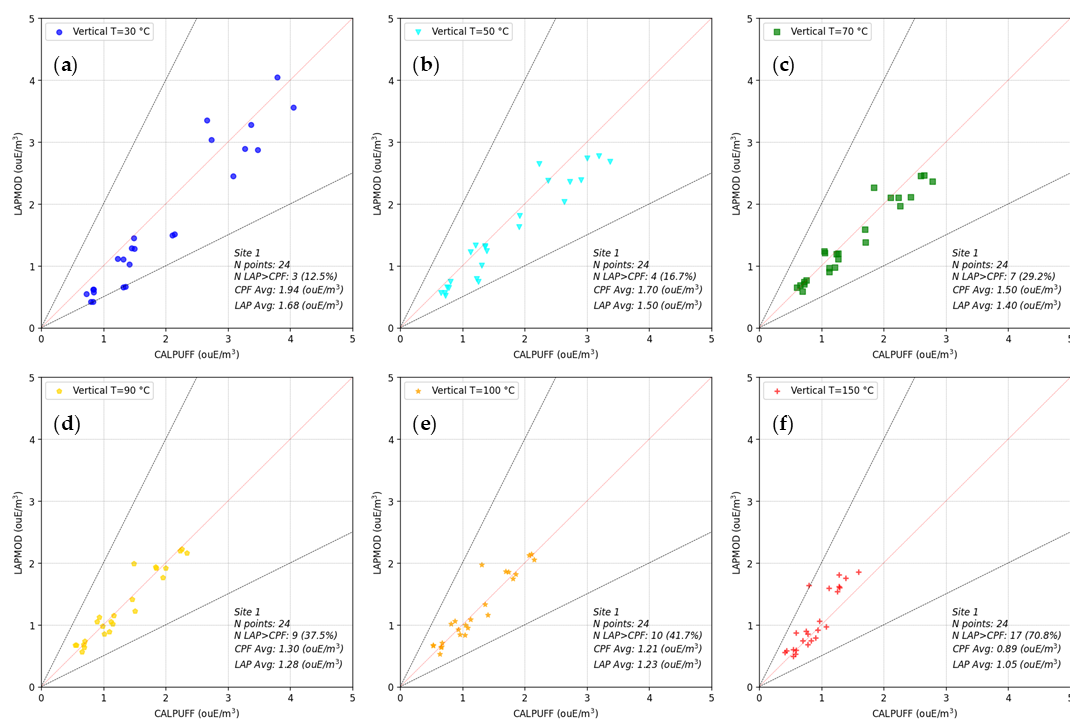 Vertical T=30 °C
(a)
5
4
3
2
1
0
LAPMOD (ouE/m³)
Site 1
N points: 24
N LAP>CPF: 3 (12.5%)
CPF Avg: 1.94 (ouE/m³)
LAP Avg: 1.68 (ouE/m³)
0 1 2 3 4 5
CALPUFF (ouE/m³)
Vertical T=50 °C
(b)
5
4
3
2
1
0
LAPMOD (ouE/m³)
Site 1
N points: 24
N LAP>CPF: 4 (16.7%)
CPF Avg: 1.70 (ouE/m³)
LAP Avg: 1.50 (ouE/m³)
0 1 2 3 4 5
CALPUFF (ouE/m³)
Vertical T=70 °C
(c)
5
4
3
2
1
0
LAPMOD (ouE/m³)
Site 1
N points: 24
N LAP>CPF: 7 (29.2%)
CPF Avg: 1.50 (ouE/m³)
LAP Avg: 1.40 (ouE/m³)
0 1 2 3 4 5
CALPUFF (ouE/m³)
Vertical T=90 °C
(d)
5
4
3
2
1
0
LAPMOD (ouE/m³)
Site 1
N points: 24
N LAP>CPF: 9 (37.5%)
CPF Avg: 1.30 (ouE/m³)
LAP Avg: 1.28 (ouE/m³)
0 1 2 3 4 5
CALPUFF (ouE/m³)
Vertical T=100 °C
(e)
5
4
3
2
1
0
LAPMOD (ouE/m³)
Site 1
N points: 24
N LAP>CPF: 10 (41.7%)
CPF Avg: 1.21 (ouE/m³)
LAP Avg: 1.23 (ouE/m³)
0 1 2 3 4 5
CALPUFF (ouE/m³)
Vertical T=150 °C
(f)
5
4
3
2
1
0
LAPMOD (ouE/m³)
Site 1
N points: 24
N LAP>CPF: 17 (70.8%)
CPF Avg: 0.89 (ouE/m³)
LAP Avg: 1.05 (ouE/m³)
0 1 2 3 4 5
CALPUFF (ouE/m³)